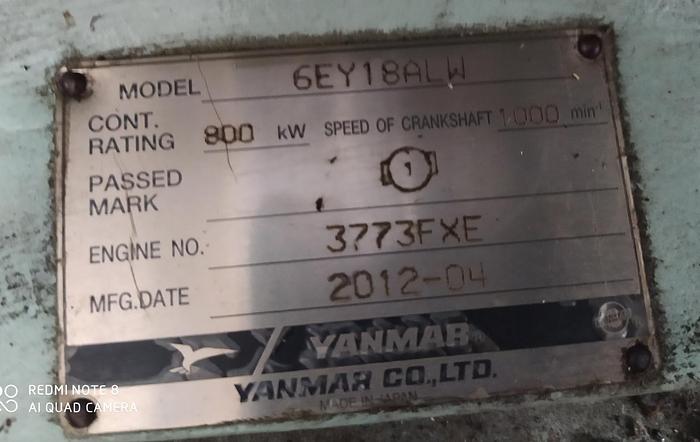 MODEL 6EY18ALW
CONT. RATING 800 kW SPEED OF CRANKSHAFT 1000 min⁻¹
PASSED MARK 1
ENGINE NO. 3773FXE
MFG.DATE 2012-04
YANMAR
YANMAR CO.,LTD.
MADE IN JAPAN
REDMI NOTE 8
AI QUAD CAMERA